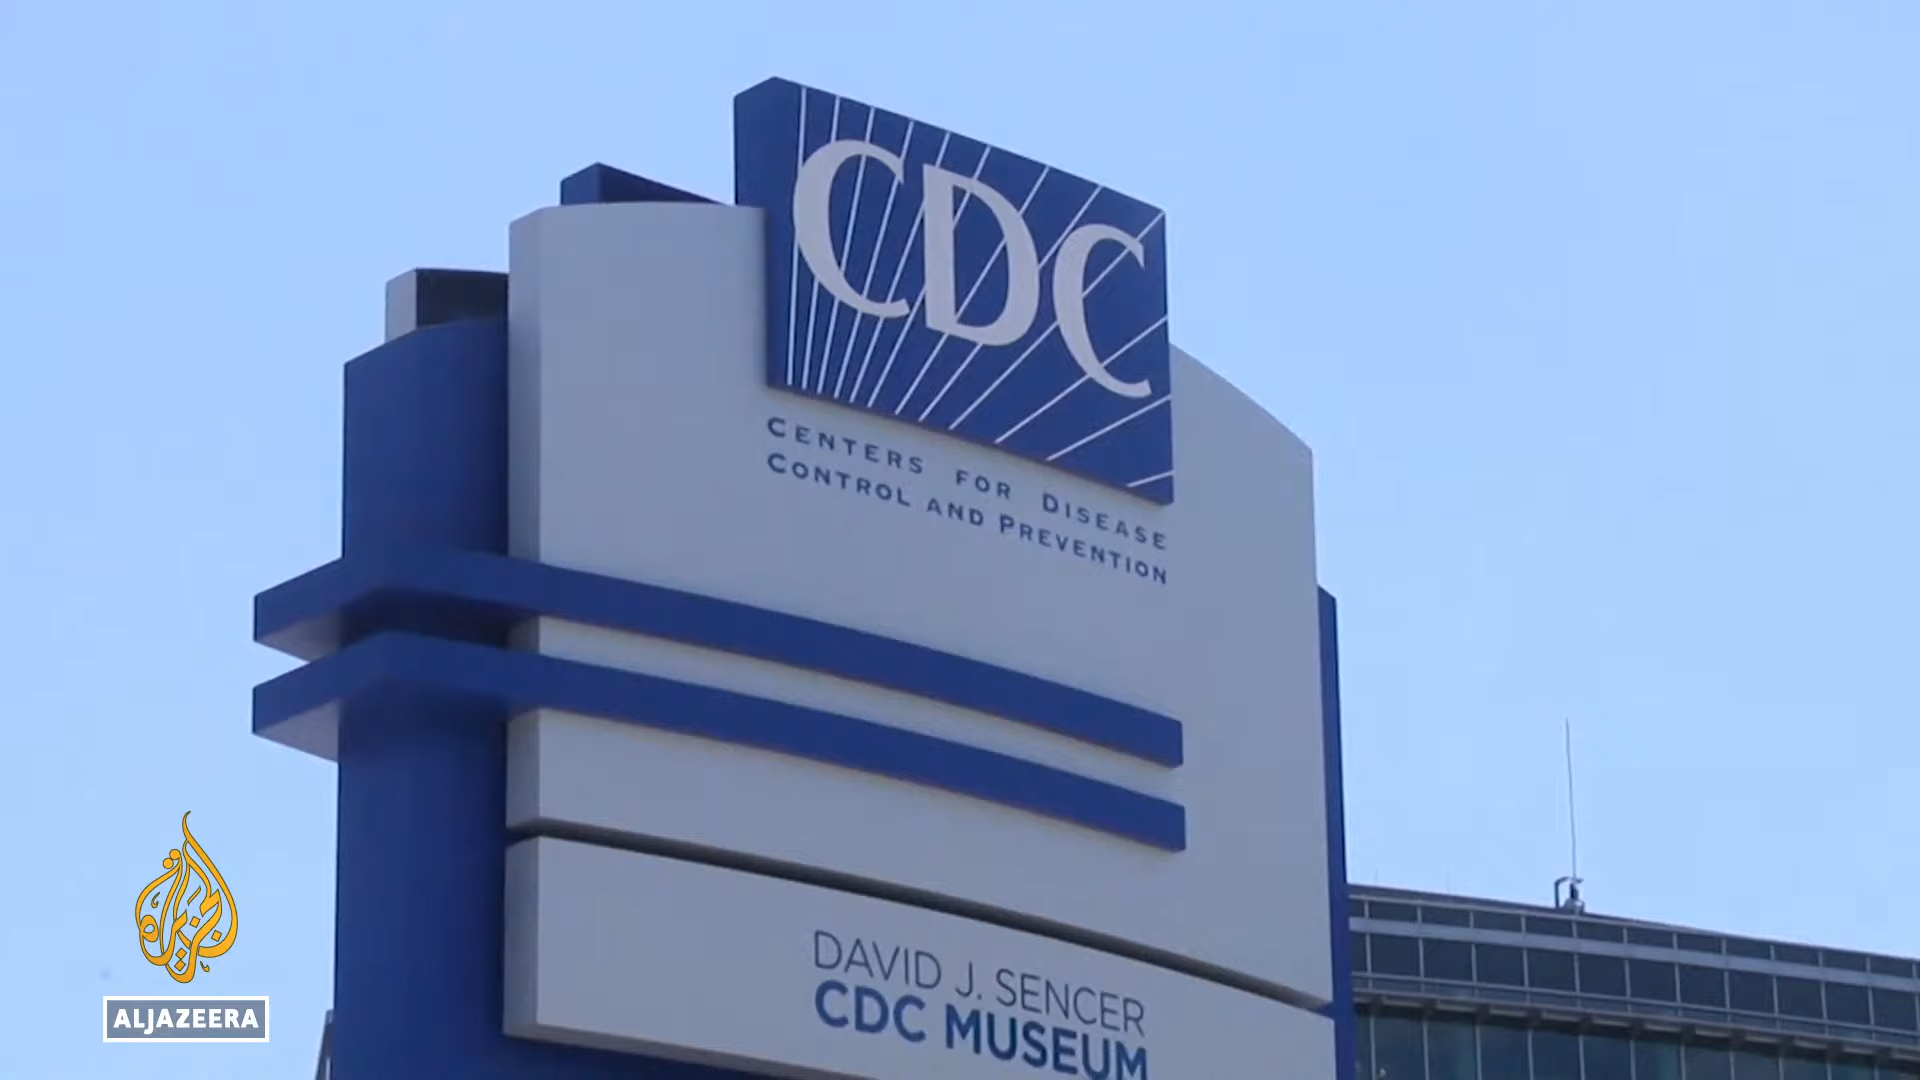 CDC
CENTERS FOR DISEASE
CONTROL AND PREVENTION
DAVID J. SENCER
CDC MUSEUM
الجزيرة
ALJAZEERA